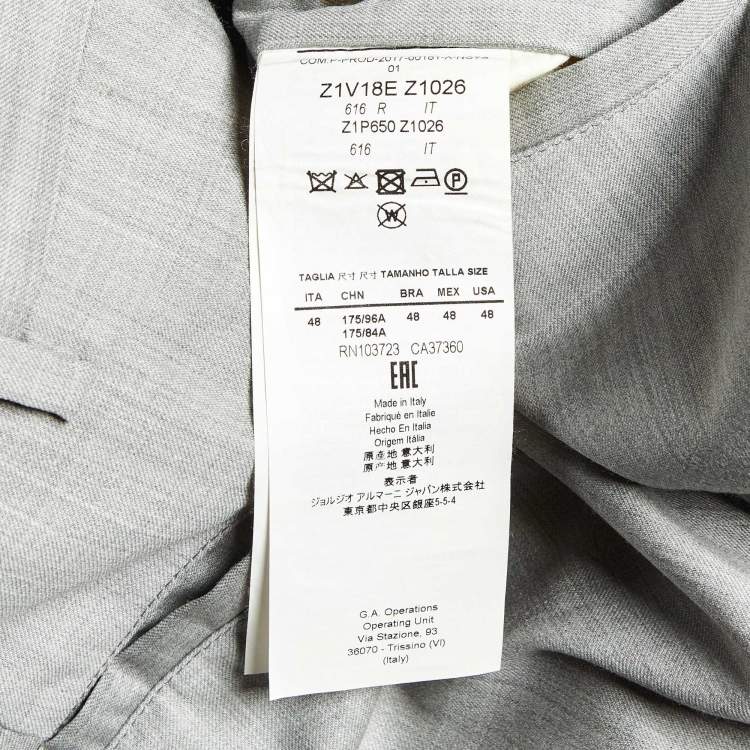 01
Z1V18E Z1026
616 R IT
Z1P650 Z1026
616 IT
P
W
TAGLIA 尺寸 尺寸 TAMANHO TALLA SIZE
ITA CHN BRA MEX USA
48 175/96A 48 48 48
175/84A
RN103723 CA37360
EAC
Made in Italy
Fabriqué en Italie
Hecho En Italia
Origem Itália
原産地 意大利
原产地 意大利
表示者
ジョルジオ アルマーニ ジャパン株式会社
東京都中央区銀座5-5-4
G.A. Operations
Operating Unit
Via Stazione, 93
36070 - Trissino (VI)
(Italy)